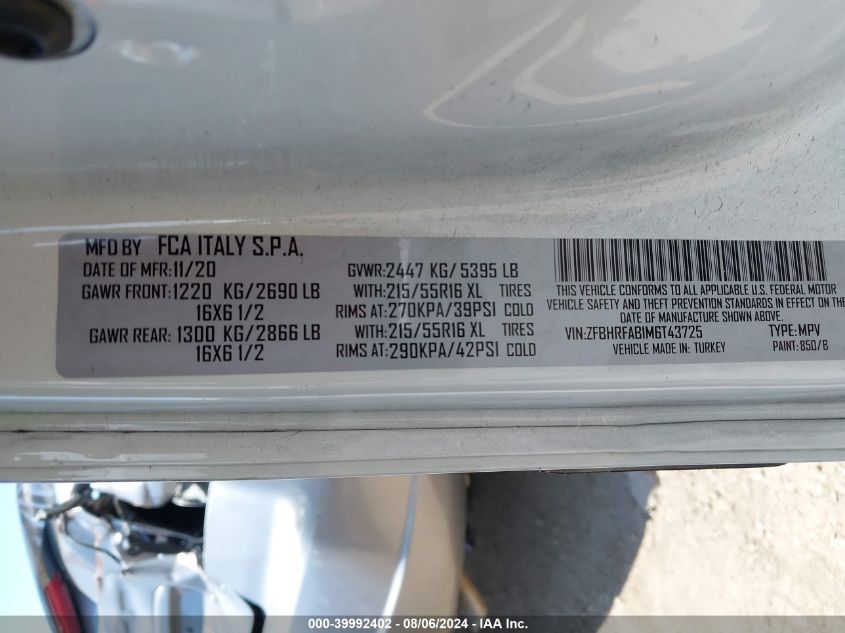 MFD BY FCA ITALY S.P.A.
DATE OF MFR:11/20 GVWR:2447 KG/5395 LB
GAWR FRONT:1220 KG/2690 LB WITH:215/55R16 XL TIRES
16X6 1/2 RIMS AT:270KPA/39PSI COLD
GAWR REAR: 1300 KG/2866 LB WITH:215/55R16 XL TIRES
16X6 1/2 RIMS AT:290KPA/42PSI COLD
THIS VEHICLE CONFORMS TO ALL APPLICABLE U.S. FEDERAL MOTOR
VEHICLE SAFETY AND THEFT PREVENTION STANDARDS IN EFFECT ON THE
DATE OF MANUFACTURE SHOWN ABOVE.
VIN:ZFBHRFAB1M6T43725 TYPE:MPV
VEHICLE MADE IN: TURKEY PAINT:850/B
000-39992402 - 08/06/2024 - IAA Inc.